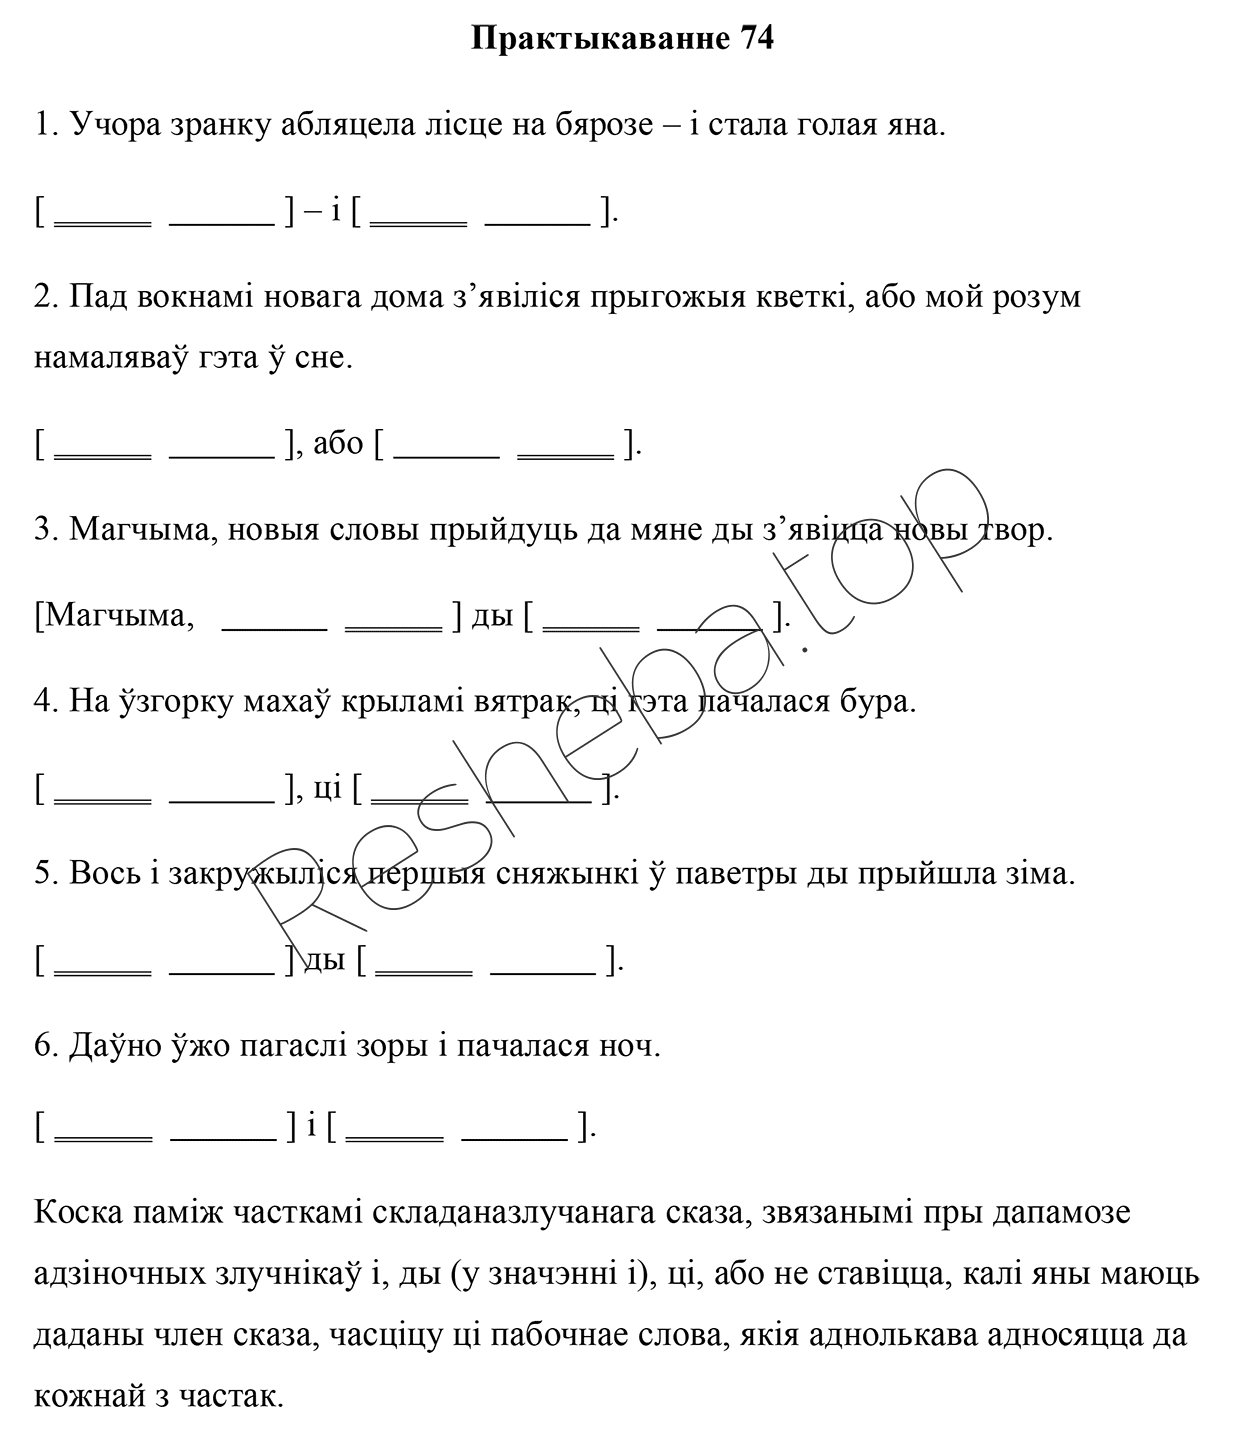 Практыкаванне 74
1. Учора зранку абляцела лісце на бярозе – і стала голая яна.
[ ______ ______ ] – і [ ______ ______ ].
2. Пад вокнамі новага дома з’явіліся прыгожыя кветкі, або мой розум
намаляваў гэта ў сне.
[ ______ ______ ], або [ ______ ______ ].
3. Магчыма, новыя словы прыйдуць да мяне ды з’явіцца новы твор.
[Магчыма, ______ ______ ] ды [ ______ ______ ].
4. На ўзгорку махаў крыламі вятрак, ці гэта пачалася бура.
[ ______ ______ ], ці [ ______ ______ ].
5. Вось і закружыліся першыя сняжынкі ў паветры ды прыйшла зіма.
[ ______ ______ ] ды [ ______ ______ ].
6. Даўно ўжо пагаслі зоры і пачалася ноч.
[ ______ ______ ] і [ ______ ______ ].
Коска паміж часткамі складаназлучанага сказа, звязанымі пры дапамозе
адзіночных злучнікаў і, ды (у значэнні і), ці, або не ставіцца, калі яны маюць
даданы член сказа, часціцу ці пабочнае слова, якія аднолькава адносяцца да
кожнай з частак.
Resheba.top